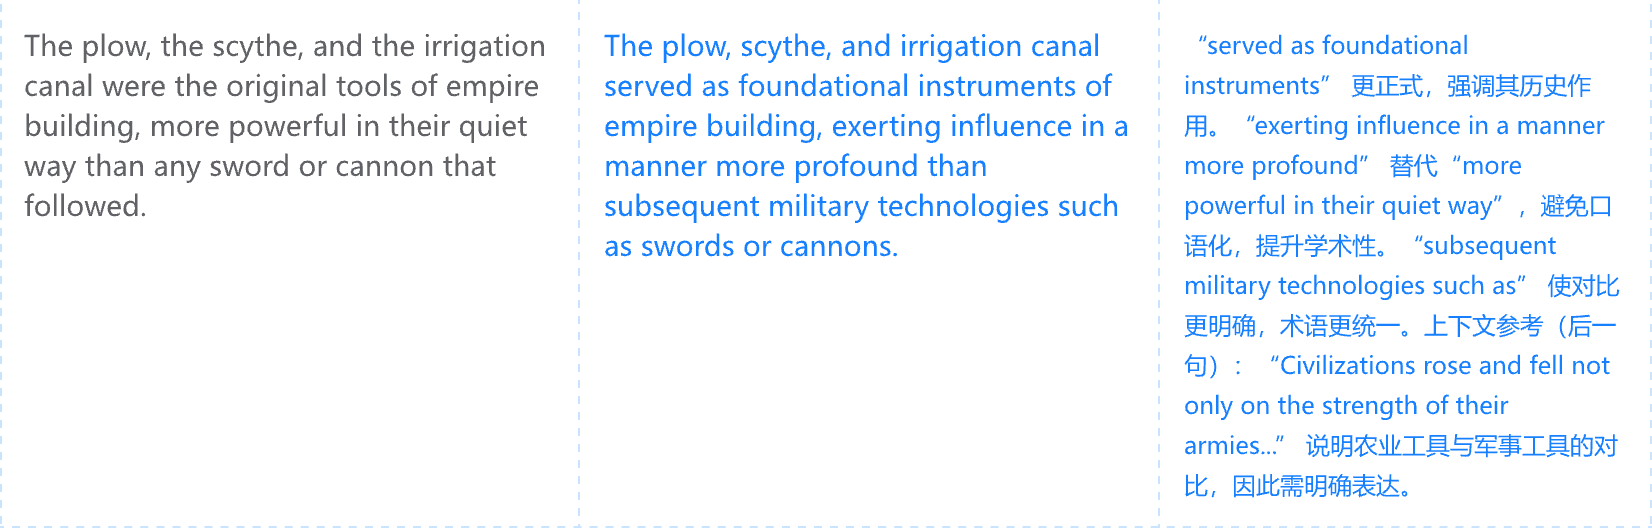 The plow, the scythe, and the irrigation
canal were the original tools of empire
building, more powerful in their quiet
way than any sword or cannon that
followed.
The plow, scythe, and irrigation canal
served as foundational instruments of
empire building, exerting influence in a
manner more profound than
subsequent military technologies such
as swords or cannons.
“served as foundational
instruments” 更正式，强调其历史作
用。“exerting influence in a manner
more profound” 替代“more
powerful in their quiet way”，避免口
语化，提升学术性。“subsequent
military technologies such as” 使对比
更明确，术语更统一。上下文参考（后一
句）：“Civilizations rose and fell not
only on the strength of their
armies...” 说明农业工具与军事工具的对
比，因此需明确表达。